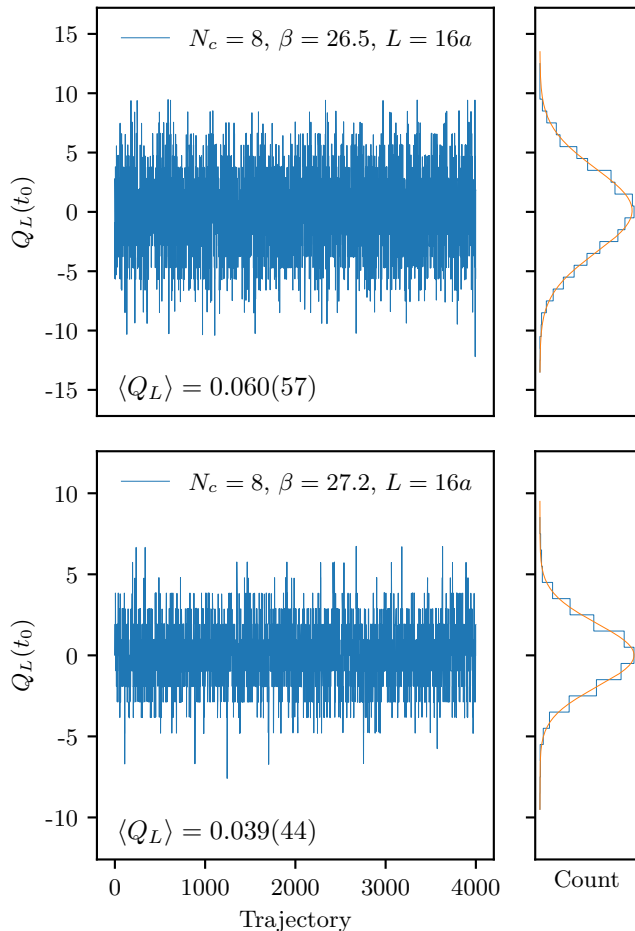 15
10
5
0
-5
-10
-15
Q_L(t_0)
N_c = 8, β = 26.5, L = 16a
⟨Q_L⟩ = 0.060(57)
10
5
0
-5
-10
Q_L(t_0)
N_c = 8, β = 27.2, L = 16a
⟨Q_L⟩ = 0.039(44)
0 1000 2000 3000 4000
Trajectory
Count